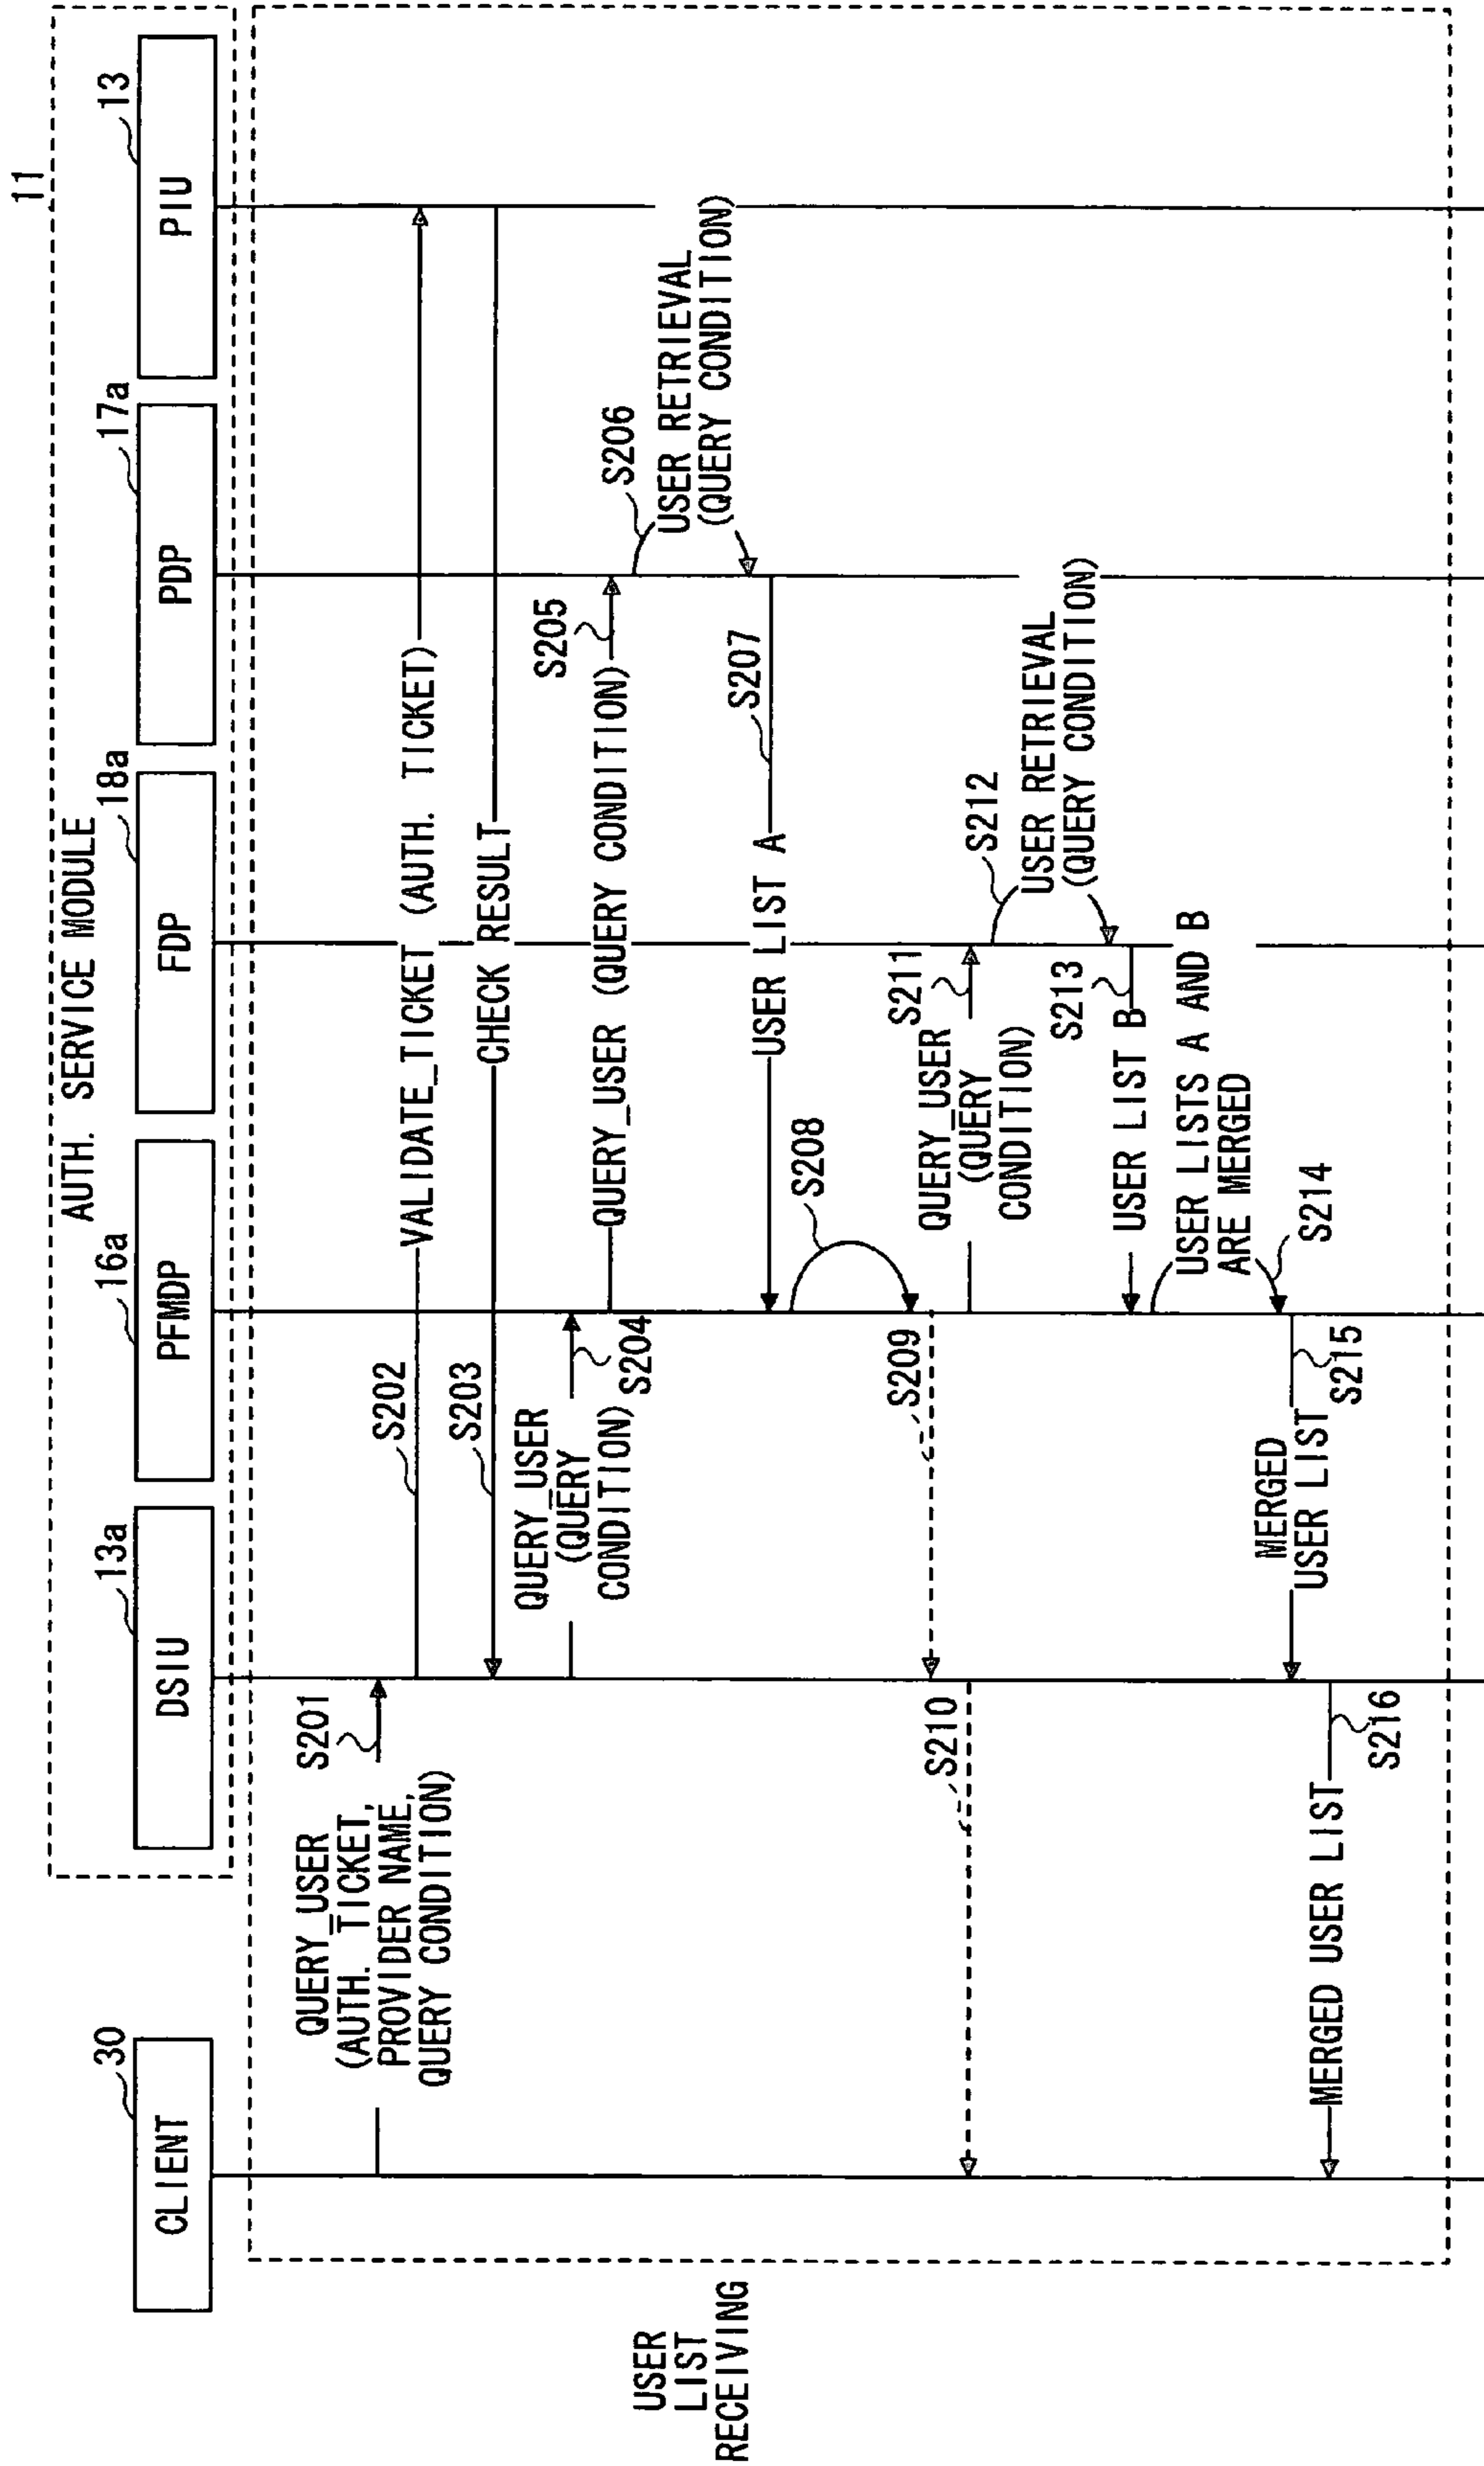 11
AUTH. SERVICE MODULE
30
13a
16a
18a
17a
13
CLIENT
DSIU
PFMDP
FDP
PDP
PIU
USER
LIST
RECEIVING
QUERY_USER
(AUTH. TICKET,
PROVIDER NAME,
QUERY CONDITION)
S201
S202
VALIDATE_TICKET (AUTH. TICKET)
S203
CHECK RESULT
QUERY_USER
(QUERY
CONDITION)
S204
QUERY_USER (QUERY CONDITION)
S205
S206
USER RETRIEVAL
(QUERY CONDITION)
USER LIST A
S207
S208
S209
S210
QUERY_USER
(QUERY
CONDITION)
S211
S212
USER RETRIEVAL
(QUERY CONDITION)
USER LIST B
S213
USER LISTS A AND B
ARE MERGED
S214
MERGED
USER LIST
S215
MERGED USER LIST
S216